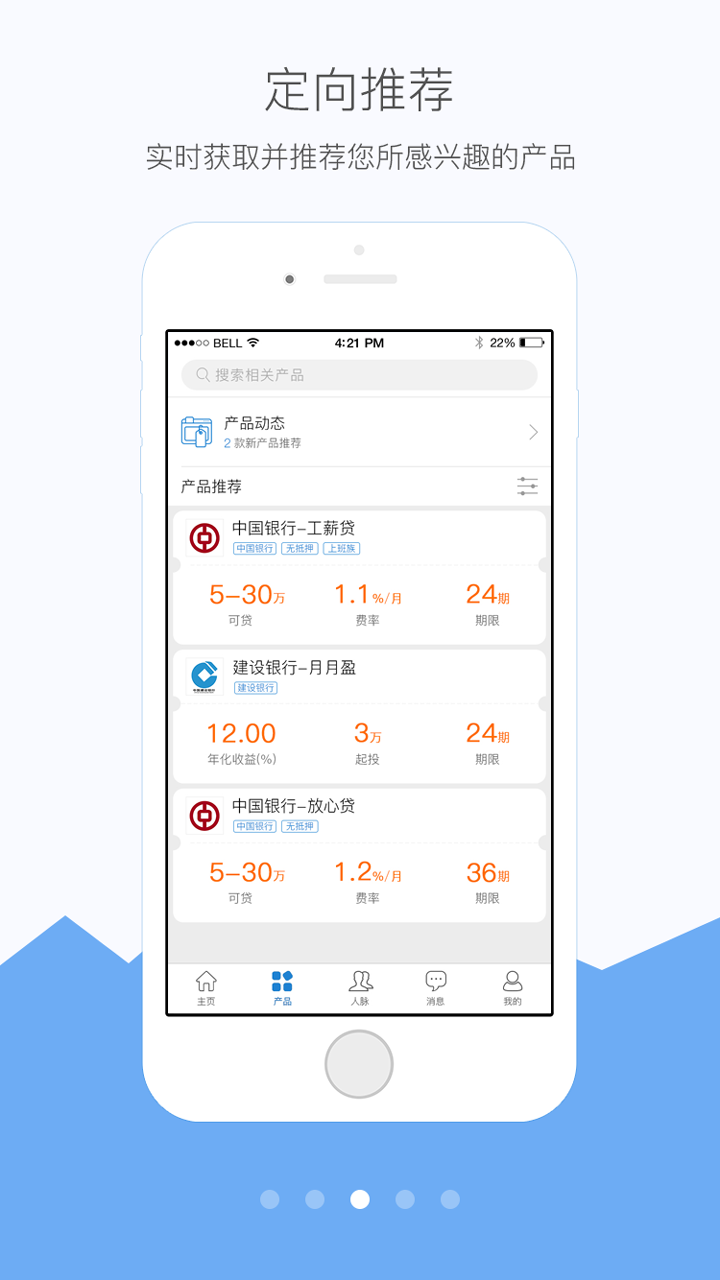 定向推荐
实时获取并推荐您所感兴趣的产品
BELL 4:21 PM 22%
搜索相关产品
产品动态
2 款新产品推荐
产品推荐
中国银行-工薪贷
中国银行 无抵押 上班族
5-30万 1.1%/月 24期
可贷 费率 期限
建设银行-月月盈
建设银行
12.00 3万 24期
年化收益(%) 起投 期限
中国银行-放心贷
中国银行 无抵押
5-30万 1.2%/月 36期
可贷 费率 期限
主页 产品 人脉 消息 我的